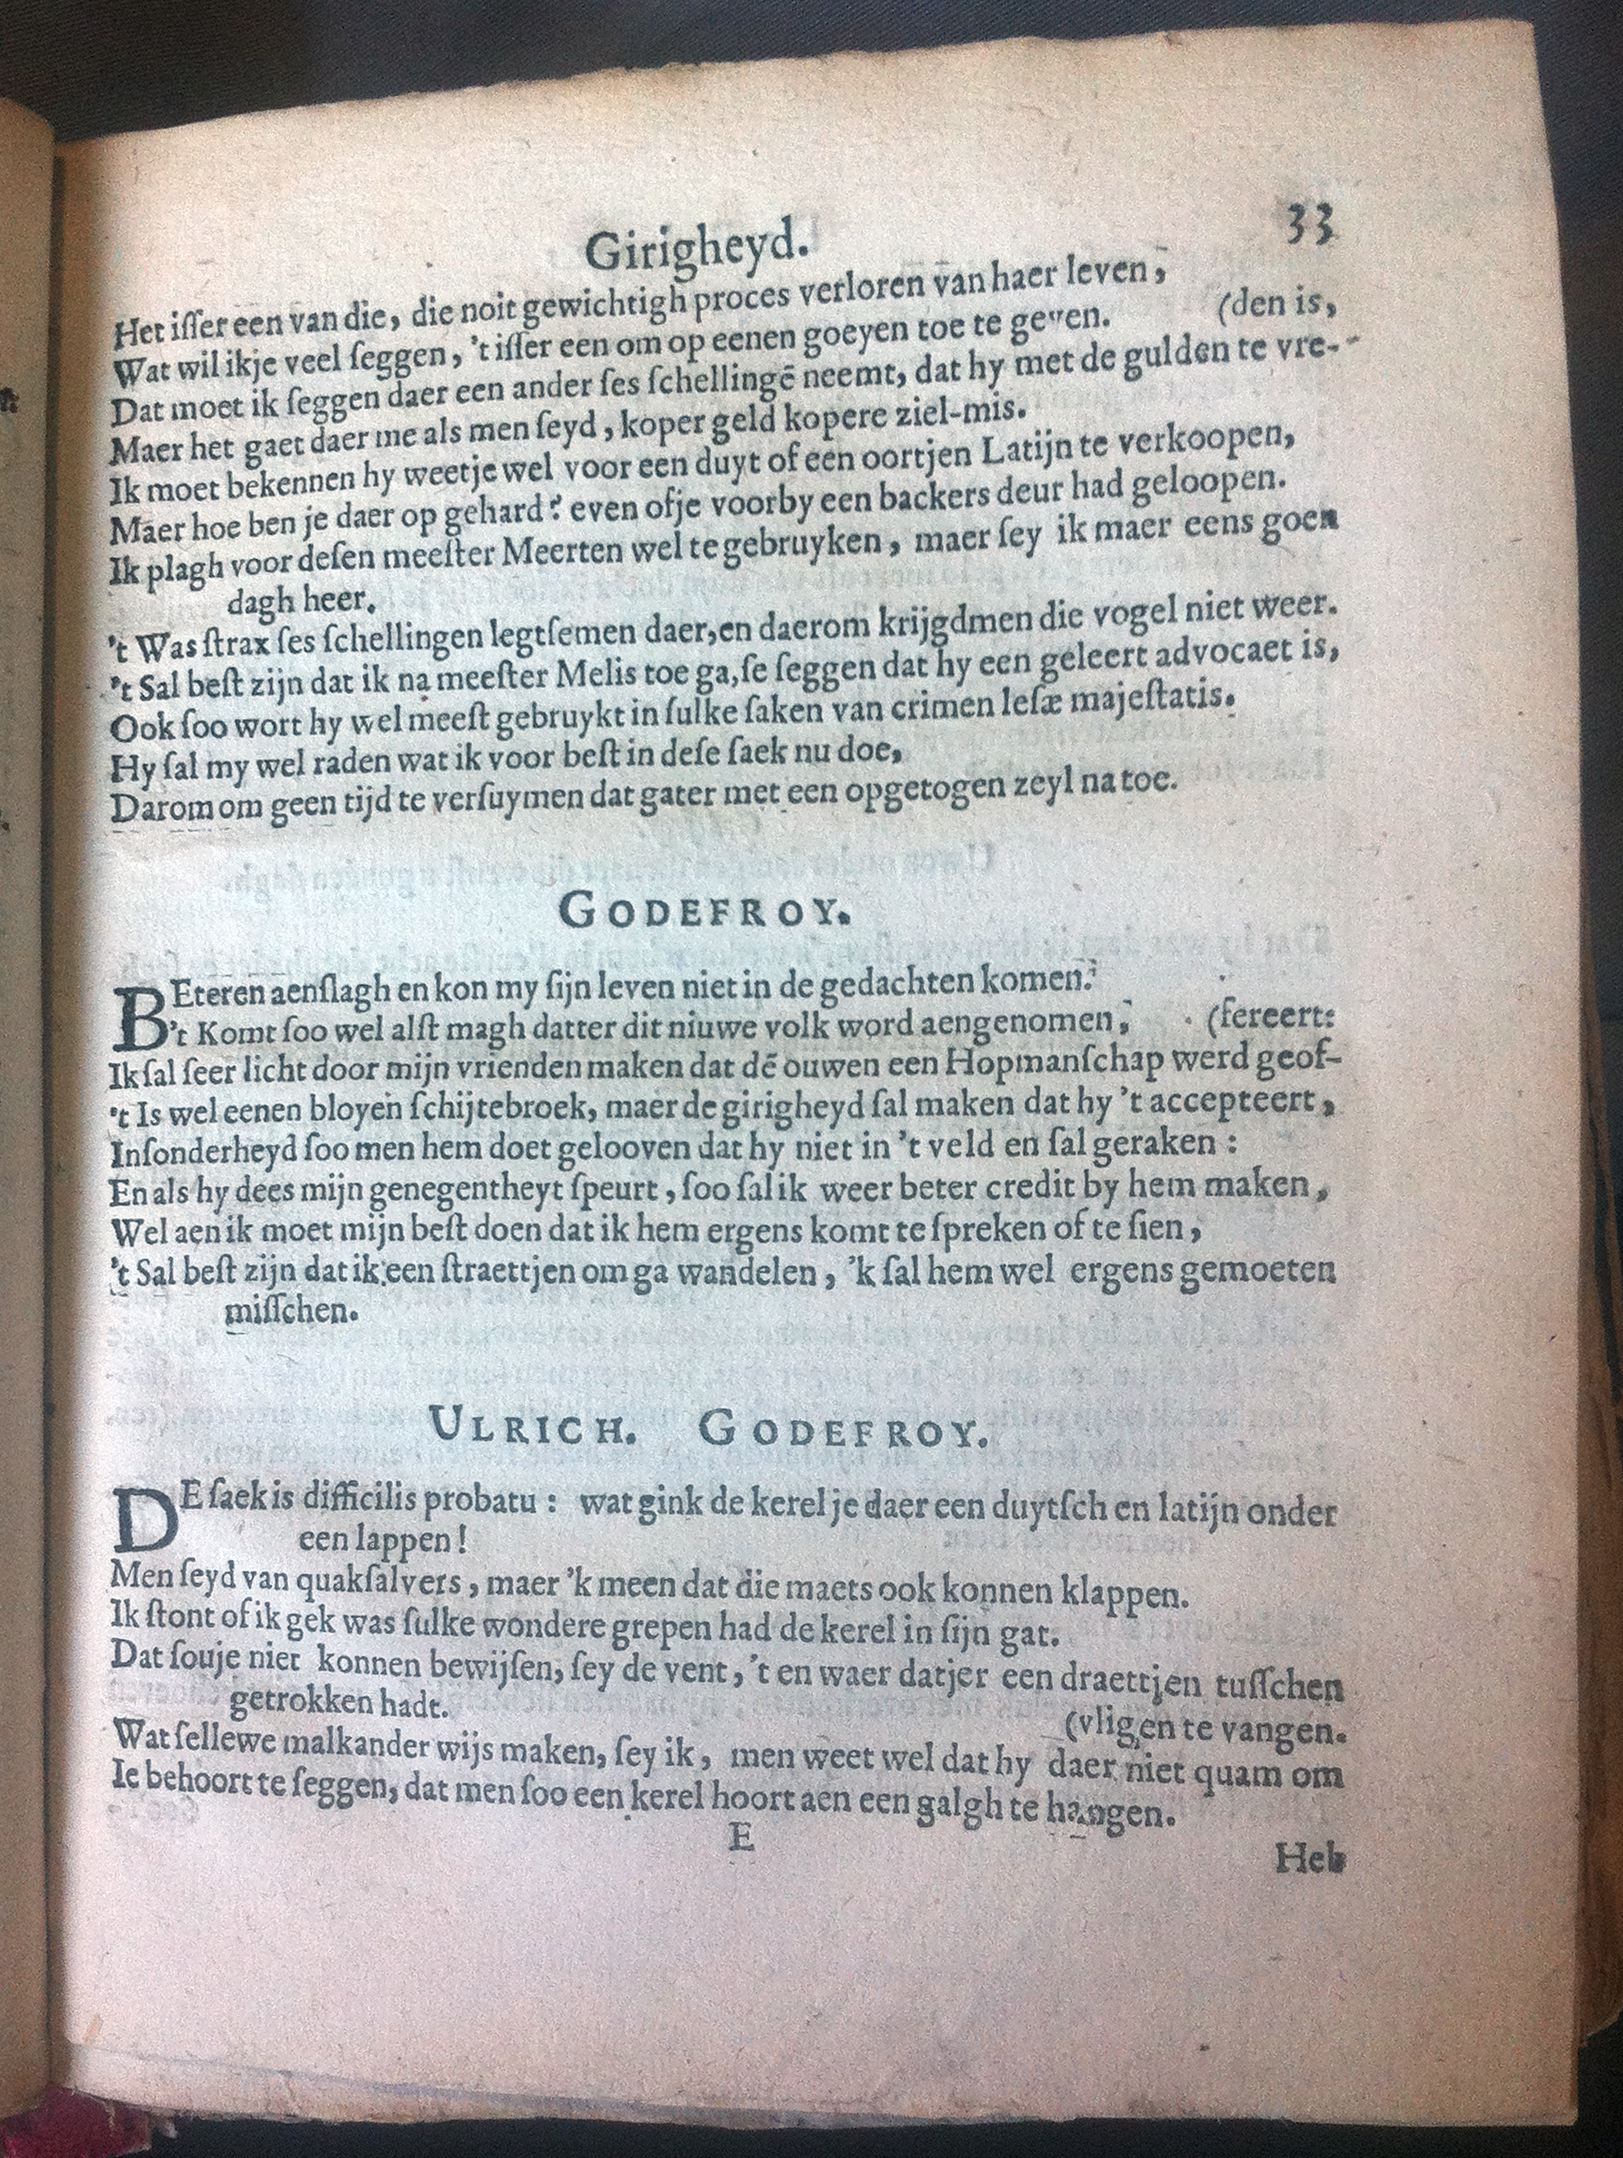 Girigheyd. 33
Het iſſer een van die, die noit gewichtigh proces verloren van haer leven,
Wat wil ikje veel ſeggen, 't iſſer een om op eenen goeyen toe te geven. (den is,
Dat moet ik ſeggen daer een ander ſes ſchellingē neemt, dat hy met de gulden te vre-
Maer het gaet daer me als men ſeyd, koper geld kopere ziel-mis.
Ik moet bekennen hy weetje wel voor een duyt of een oortjen Latijn te verkoopen,
Maer hoe ben je daer op gehard? even ofje voorby een backers deur had geloopen.
Ik plagh voor deſen meeſter Meerten wel te gebruyken, maer ſey ik maer eens goen
dagh heer.
't Was ſtrax ſes ſchellingen legtſemen daer, en daerom krijgdmen die vogel niet weer.
't Sal beſt zijn dat ik na meeſter Melis toe ga, ſe ſeggen dat hy een geleert advocaet is,
Ook ſoo wort hy wel meeſt gebruykt in ſulke ſaken van crimen leſæ majeſtatis.
Hy ſal my wel raden wat ik voor beſt in deſe ſaek nu doe,
Darom om geen tijd te verſuymen dat gater met een opgetogen zeyl na toe.
GODEFROY.
BEteren aenſlagh en kon my ſijn leven niet in de gedachten komen:
't Komt ſoo wel alſt magh datter dit niuwe volk word aengenomen, (fereert:
Ik ſal ſeer licht door mijn vrienden maken dat dē ouwen een Hopmanſchap werd geof-
't Is wel eenen bloyen ſchijtebroek, maer de girigheyd ſal maken dat hy 't accepteert,
Inſonderheyd ſoo men hem doet gelooven dat hy niet in 't veld en ſal geraken:
En als hy dees mijn genegentheyt ſpeurt, ſoo ſal ik weer beter credit by hem maken,
Wel aen ik moet mijn beſt doen dat ik hem ergens komt te ſpreken of te ſien,
't Sal beſt zijn dat ik een ſtraettjen om ga wandelen, 'k ſal hem wel ergens gemoeten
miſſchen.
ULRICH. GODEFROY.
DE ſaek is difficilis probatu: wat gink de kerel je daer een duytſch en latijn onder
een lappen!
Men ſeyd van quakſalvers, maer 'k meen dat die maets ook konnen klappen.
Ik ſtont of ik gek was ſulke wondere grepen had de kerel in ſijn gat.
Dat ſouje niet konnen bewijſen, ſey de vent, 't en waer datjer een draettjen tuſſchen
getrokken hadt. (vligen te vangen.
Wat ſellewe malkander wijs maken, ſey ik, men weet wel dat hy daer niet quam om
Ie behoort te ſeggen, dat men ſoo een kerel hoort aen een galgh te hangen.
E
Heb